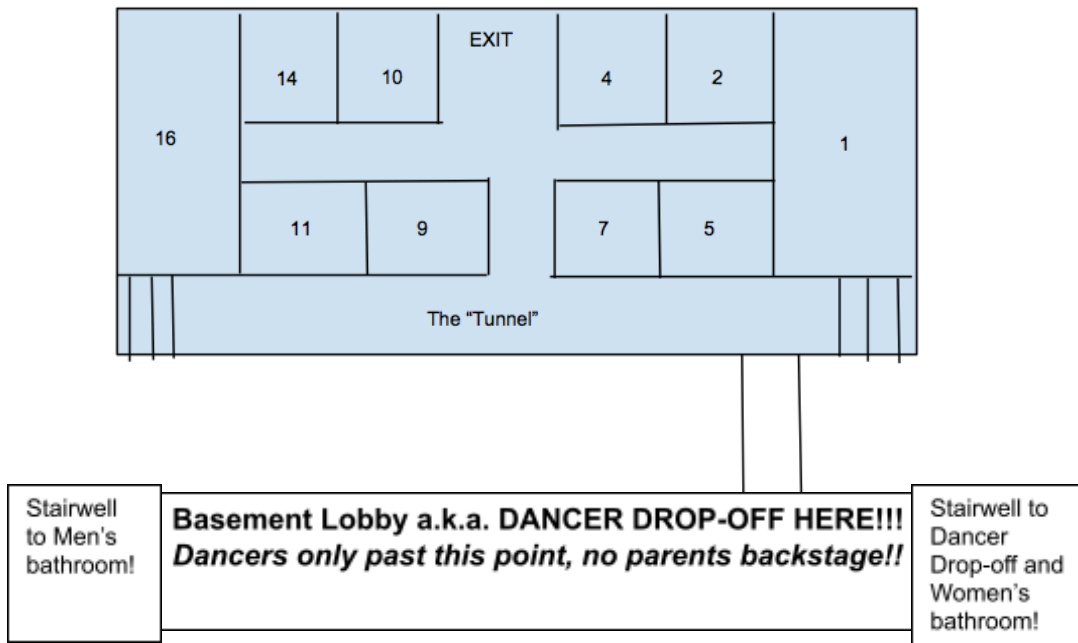 EXIT
14
10
4
2
16
1
11
9
7
5
The “Tunnel”
Stairwell
to Men’s
bathroom!
Basement Lobby a.k.a. DANCER DROP-OFF HERE!!!
Dancers only past this point, no parents backstage!!
Stairwell to
Dancer
Drop-off and
Women’s
bathroom!